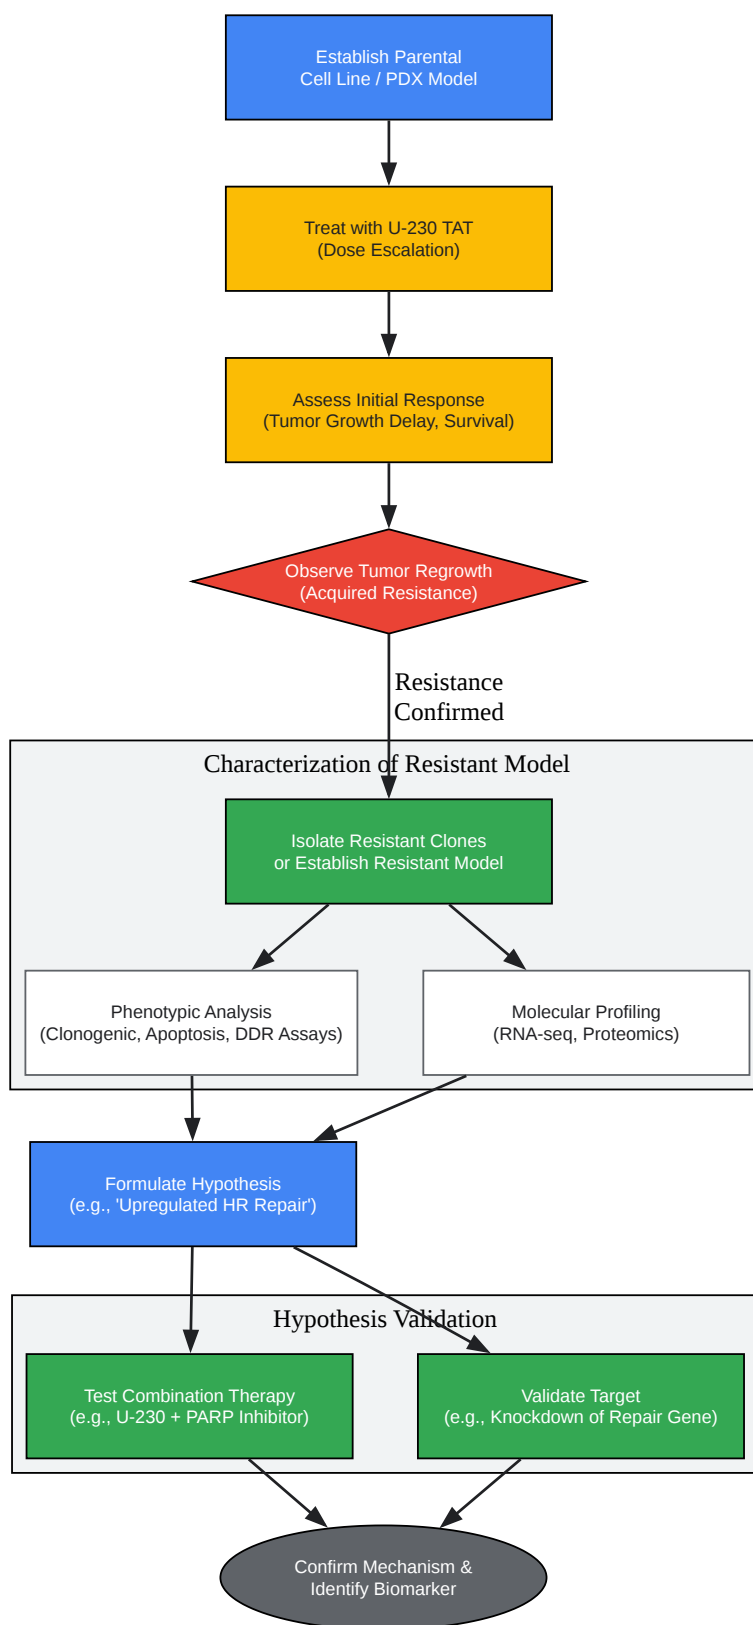 Establish Parental
Cell Line / PDX Model
Treat with U-230 TAT
(Dose Escalation)
Assess Initial Response
(Tumor Growth Delay, Survival)
Observe Tumor Regrowth
(Acquired Resistance)
Resistance
Confirmed
Characterization of Resistant Model
Isolate Resistant Clones
or Establish Resistant Model
Phenotypic Analysis
(Clonogenic, Apoptosis, DDR Assays)
Molecular Profiling
(RNA-seq, Proteomics)
Formulate Hypothesis
(e.g., 'Upregulated HR Repair')
Hypothesis Validation
Test Combination Therapy
(e.g., U-230 + PARP Inhibitor)
Validate Target
(e.g., Knockdown of Repair Gene)
Confirm Mechanism &
Identify Biomarker